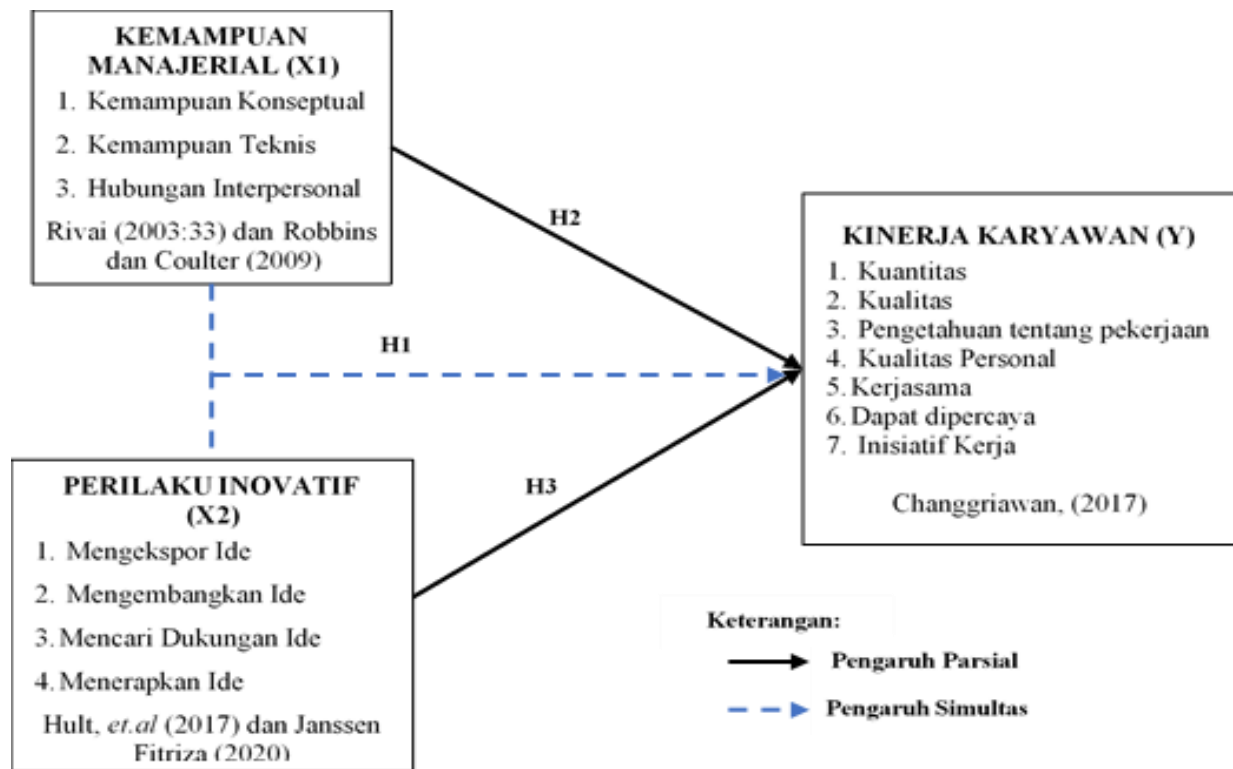 KEMAMPUAN
MANAJERIAL (X1)
1. Kemampuan Konseptual
2. Kemampuan Teknis
3. Hubungan Interpersonal
Rivai (2003:33) dan Robbins
dan Coulter (2009)
H2
H1
H3
KINERJA KARYAWAN (Y)
1. Kuantitas
2. Kualitas
3. Pengetahuan tentang pekerjaan
4. Kualitas Personal
5. Kerjasama
6. Dapat dipercaya
7. Inisiatif Kerja
Changgriawan, (2017)
PERILAKU INOVATIF
(X2)
1. Mengekspor Ide
2. Mengembangkan Ide
3. Mencari Dukungan Ide
4. Menerapkan Ide
Hult, et.al (2017) dan Janssen
Fitriza (2020)
Keterangan:
Pengaruh Parsial
Pengaruh Simultas